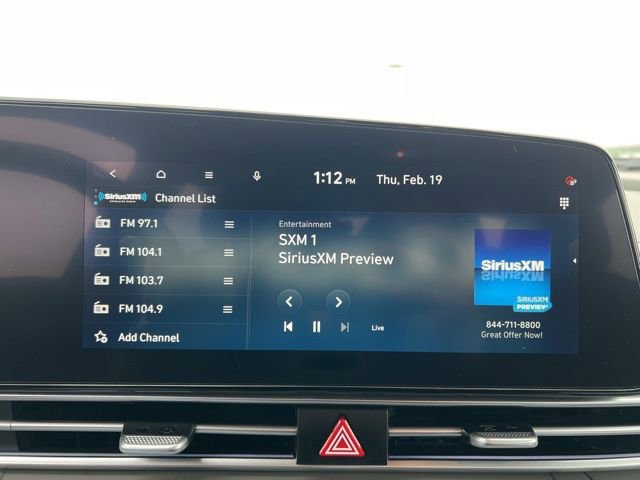 1:12 PM Thu, Feb. 19
SiriusXM Channel List
SATELLITE RADIO
FM 97.1
FM 104.1
FM 103.7
FM 104.9
Add Channel
Entertainment
SXM 1
SiriusXM Preview
Live
SiriusXM
SIRIUSXM
PREVIEW
844-711-8800
Great Offer Now!